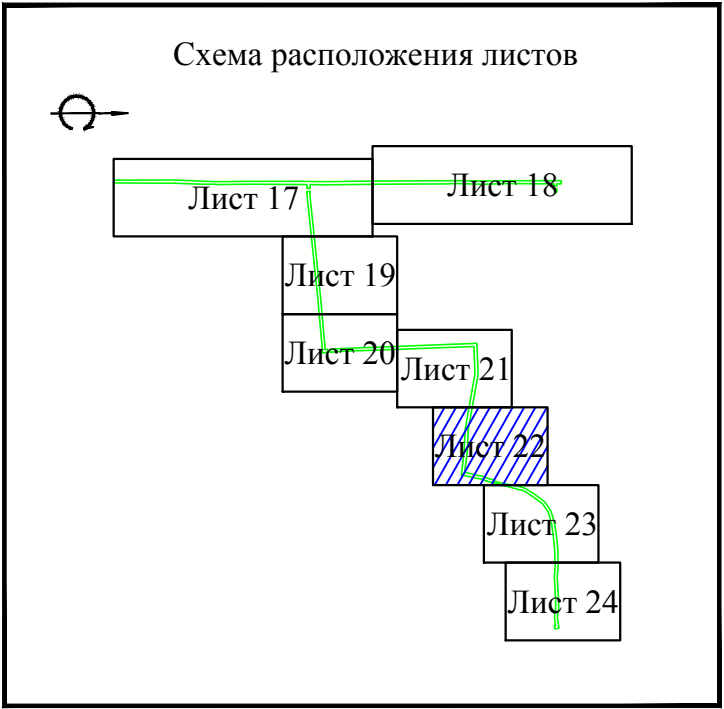 Схема расположения листов
Лист 18
Лист 17
Лист 19
Лист 20
Лист 21
Лист 22
Лист 23
Лист 24